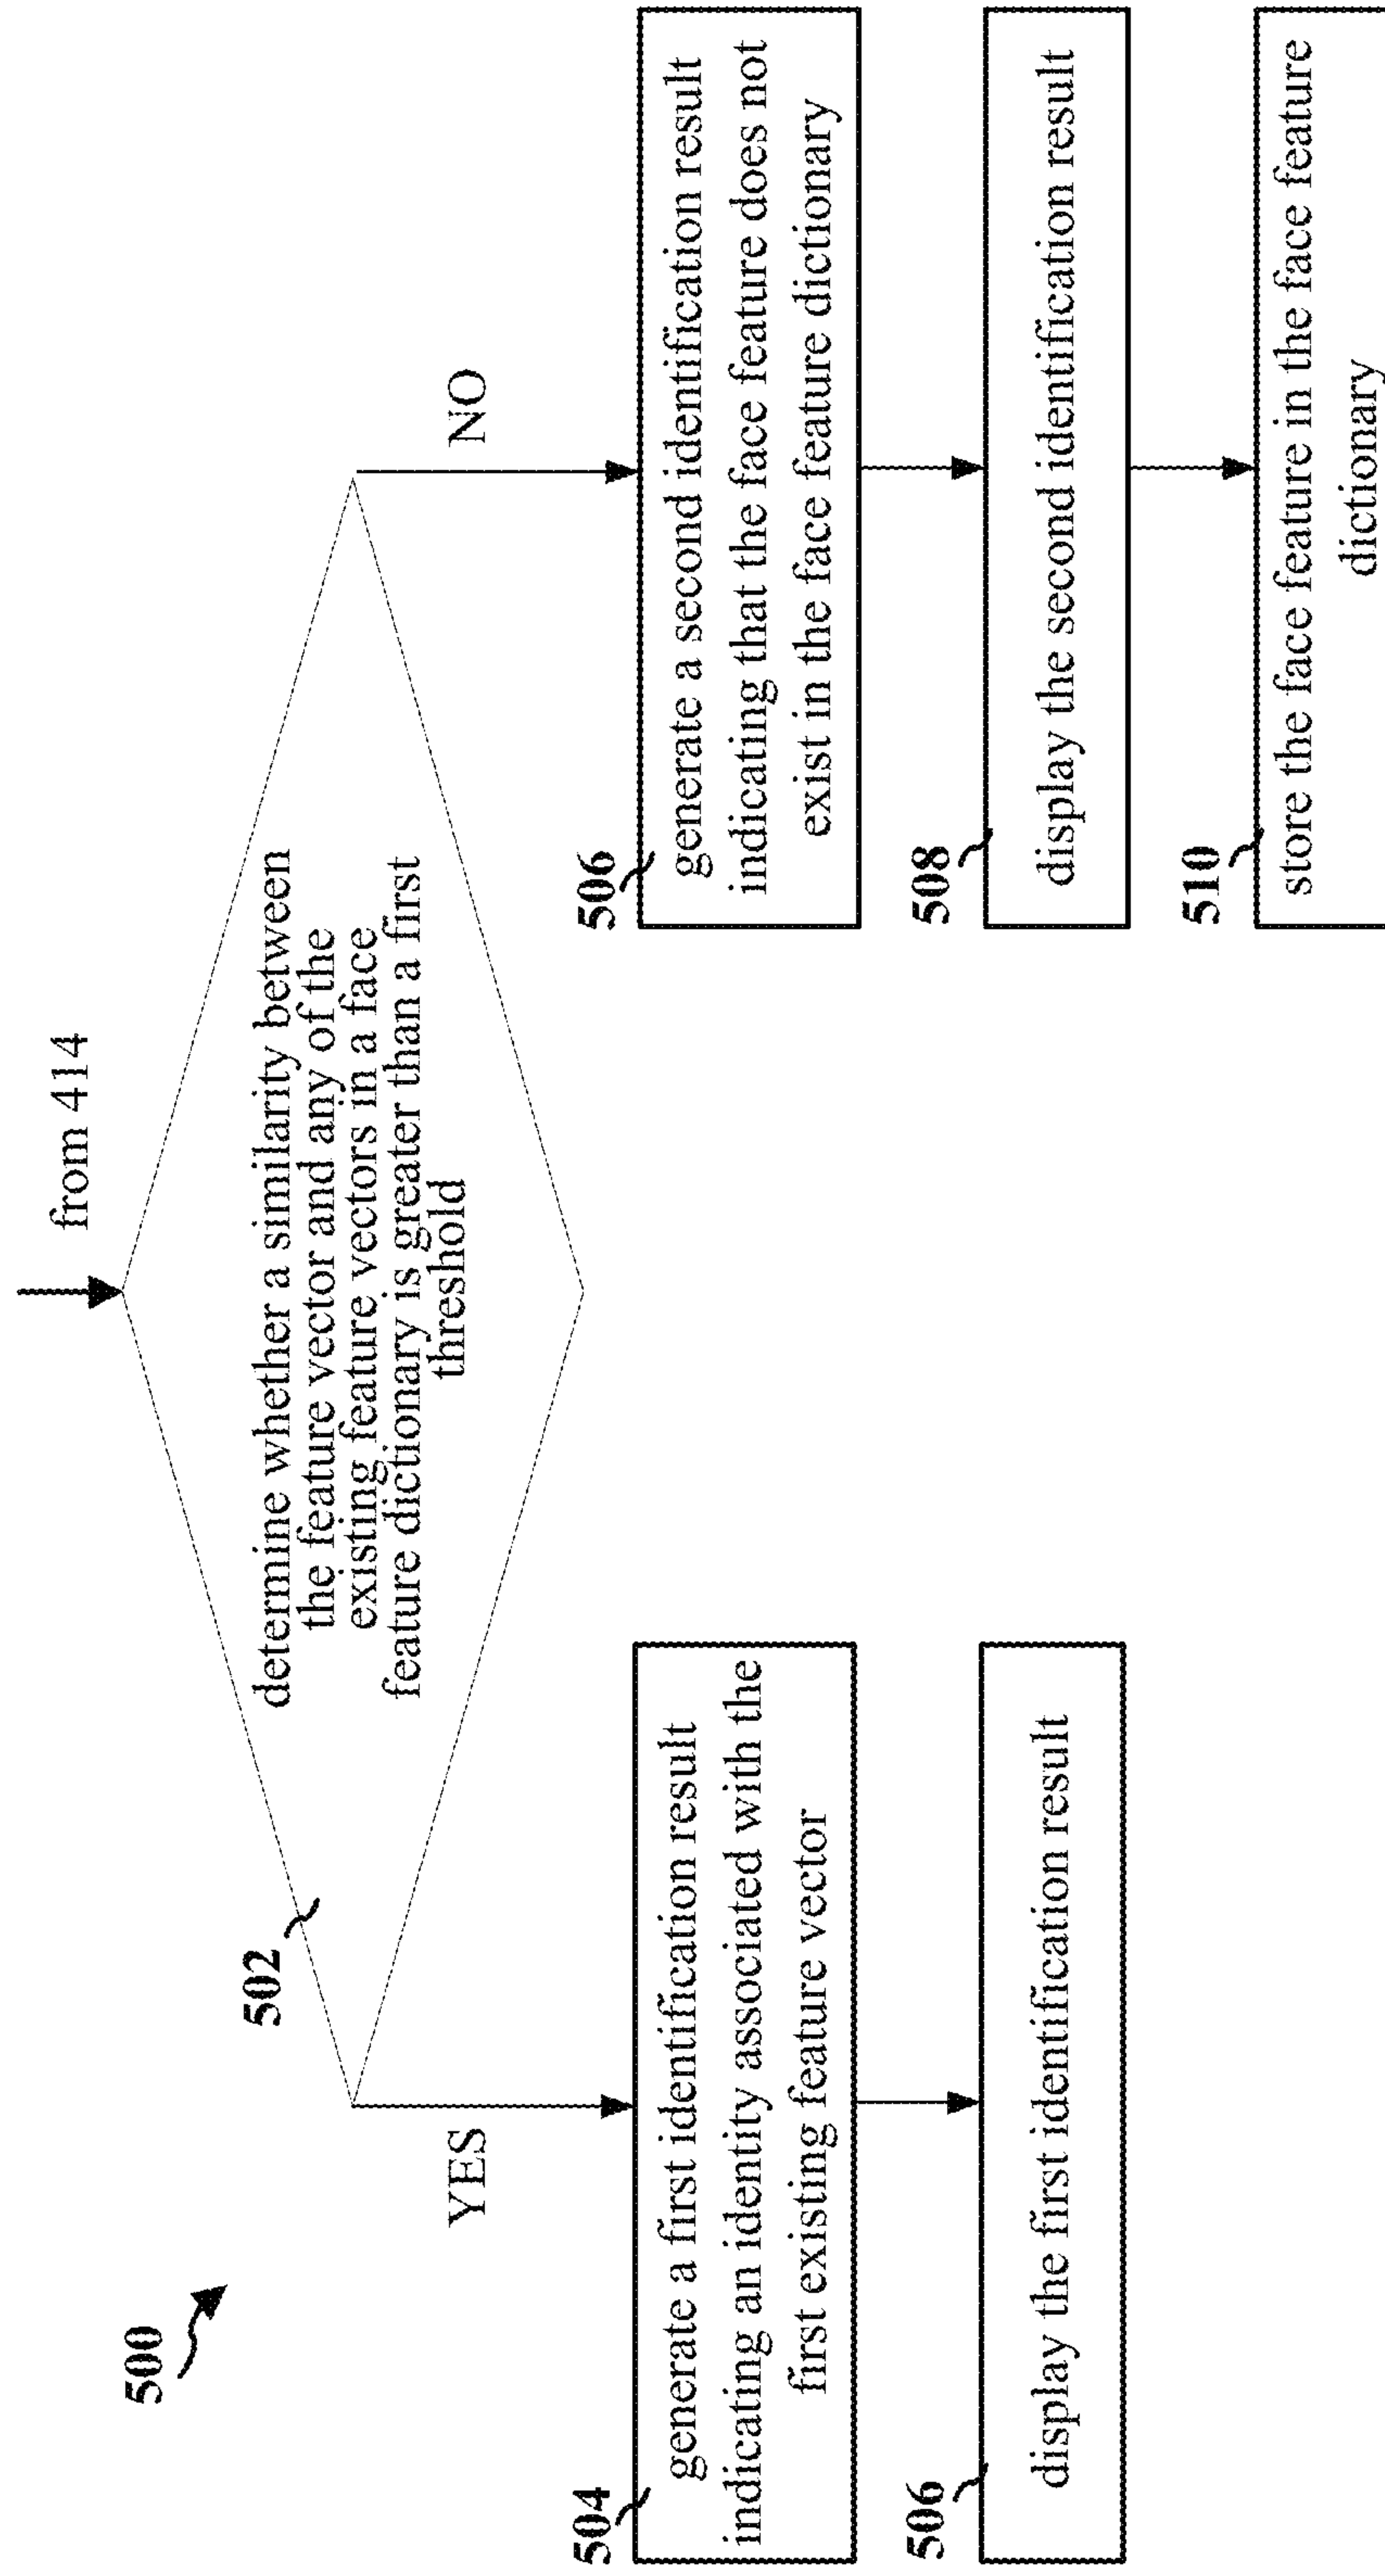 500
from 414
502
determine whether a similarity between
the feature vector and any of the
existing feature vectors in a face
feature dictionary is greater than a first
threshold
YES
NO
504
generate a first identification result
indicating an identity associated with the
first existing feature vector
506
display the first identification result
506
generate a second identification result
indicating that the face feature does not
exist in the face feature dictionary
508
display the second identification result
510
store the face feature in the face feature
dictionary